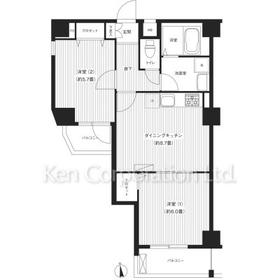 クロゼット
玄関
浴室
洋室 (2)
(約5.7畳)
廊下
トイレ
洗面室
ダイニングキッチン
(約8.7畳)
バルコニー
Ken Corporation Ltd.
洋室 (1)
(約6.0畳)
バルコニー